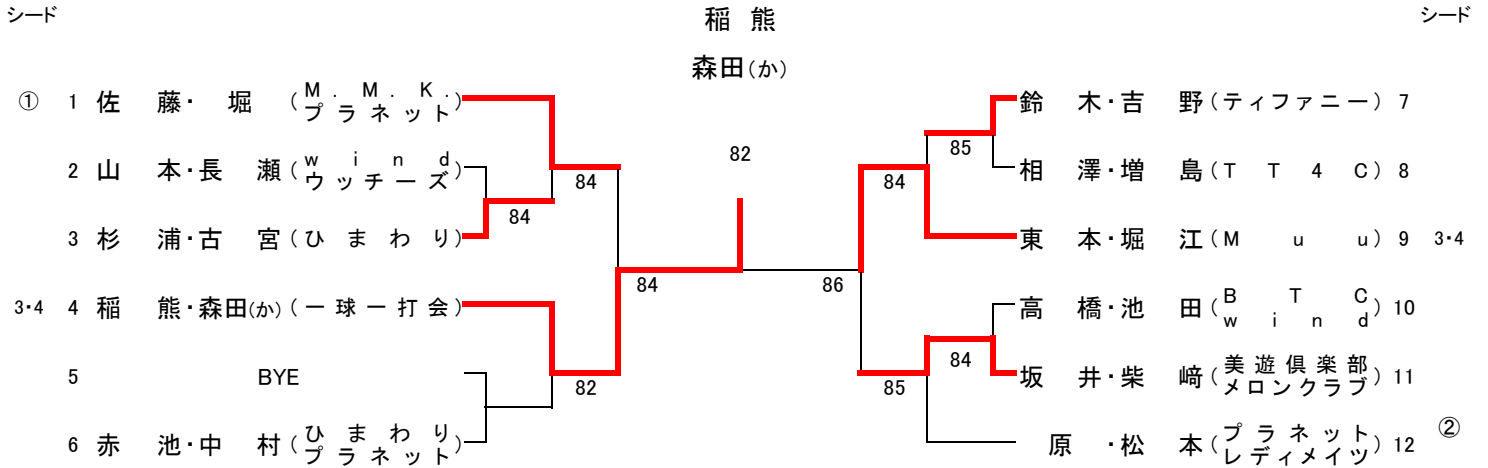 シード 稲熊 シード
森田(か)
① 1 佐藤・堀 (M.M.K. プラネット) 鈴木・吉野(ティファニー) 7
82
85
2 山本・長瀬 (wind ウッチーズ) 84 84 相澤・増島(TT4C) 8
84
3 杉浦・古宮(ひまわり) 東本・堀江(Muu) 9 3・4
84 86
3・4 4 稲熊・森田(か)(一球一打会) 高橋・池田(BTC wind) 10
84
5 BYE 82 85 坂井・柴﨑(美遊倶楽部 メロンクラブ) 11
6 赤池・中村(ひまわり プラネット) 原・松本(プラネット レディメイツ) 12 ②